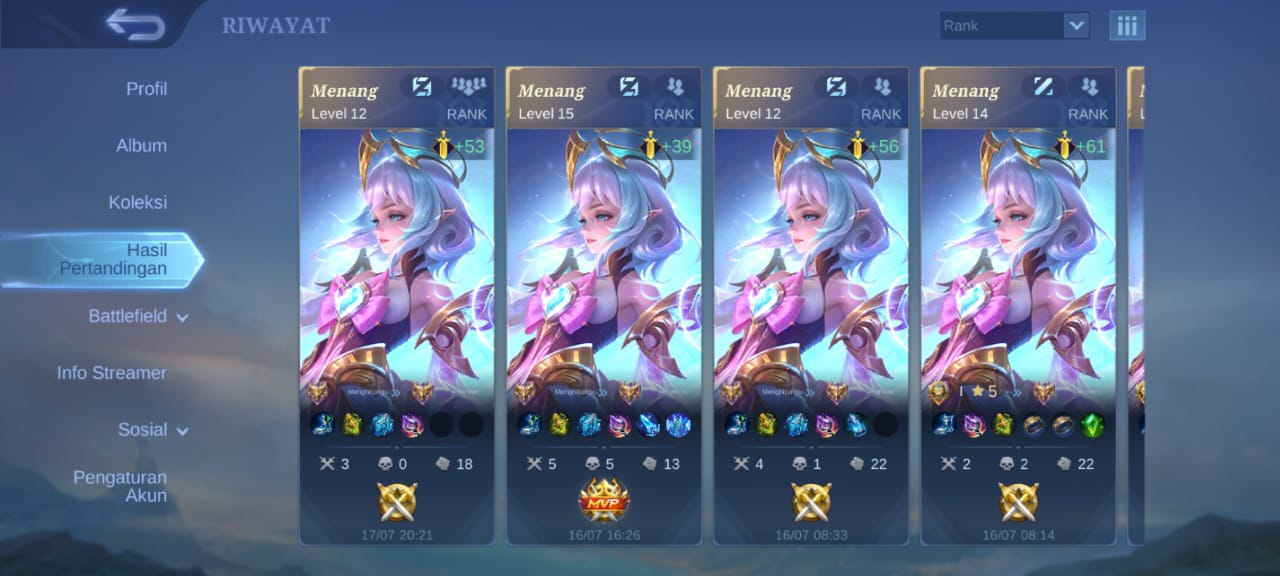 RIWAYAT
Rank
Profil
Album
Koleksi
Hasil
Pertandingan
Battlefield
Info Streamer
Sosial
Pengaturan
Akun
Menang
Level 12
RANK
+53
Menghitung
3 0 18
17/07 20:21
Menang
Level 15
RANK
+39
Menghitung
5 5 13
MVP
16/07 16:26
Menang
Level 12
RANK
+56
Menghitung
4 1 22
16/07 08:33
Menang
Level 14
RANK
+61
I 5
2 2 22
16/07 08:14